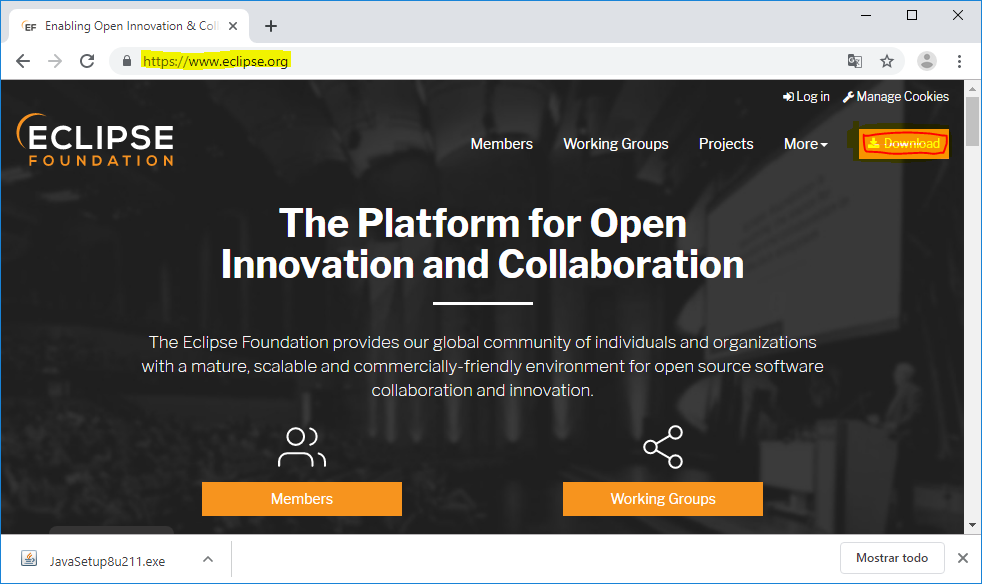 EF Enabling Open Innovation & Coll
https://www.eclipse.org
Log in Manage Cookies
ECLIPSE
FOUNDATION
Members Working Groups Projects More Download
The Platform for Open
Innovation and Collaboration
The Eclipse Foundation provides our global community of individuals and organizations
with a mature, scalable and commercially-friendly environment for open source software
collaboration and innovation.
Members Working Groups
JavaSetup8u211.exe Mostrar todo